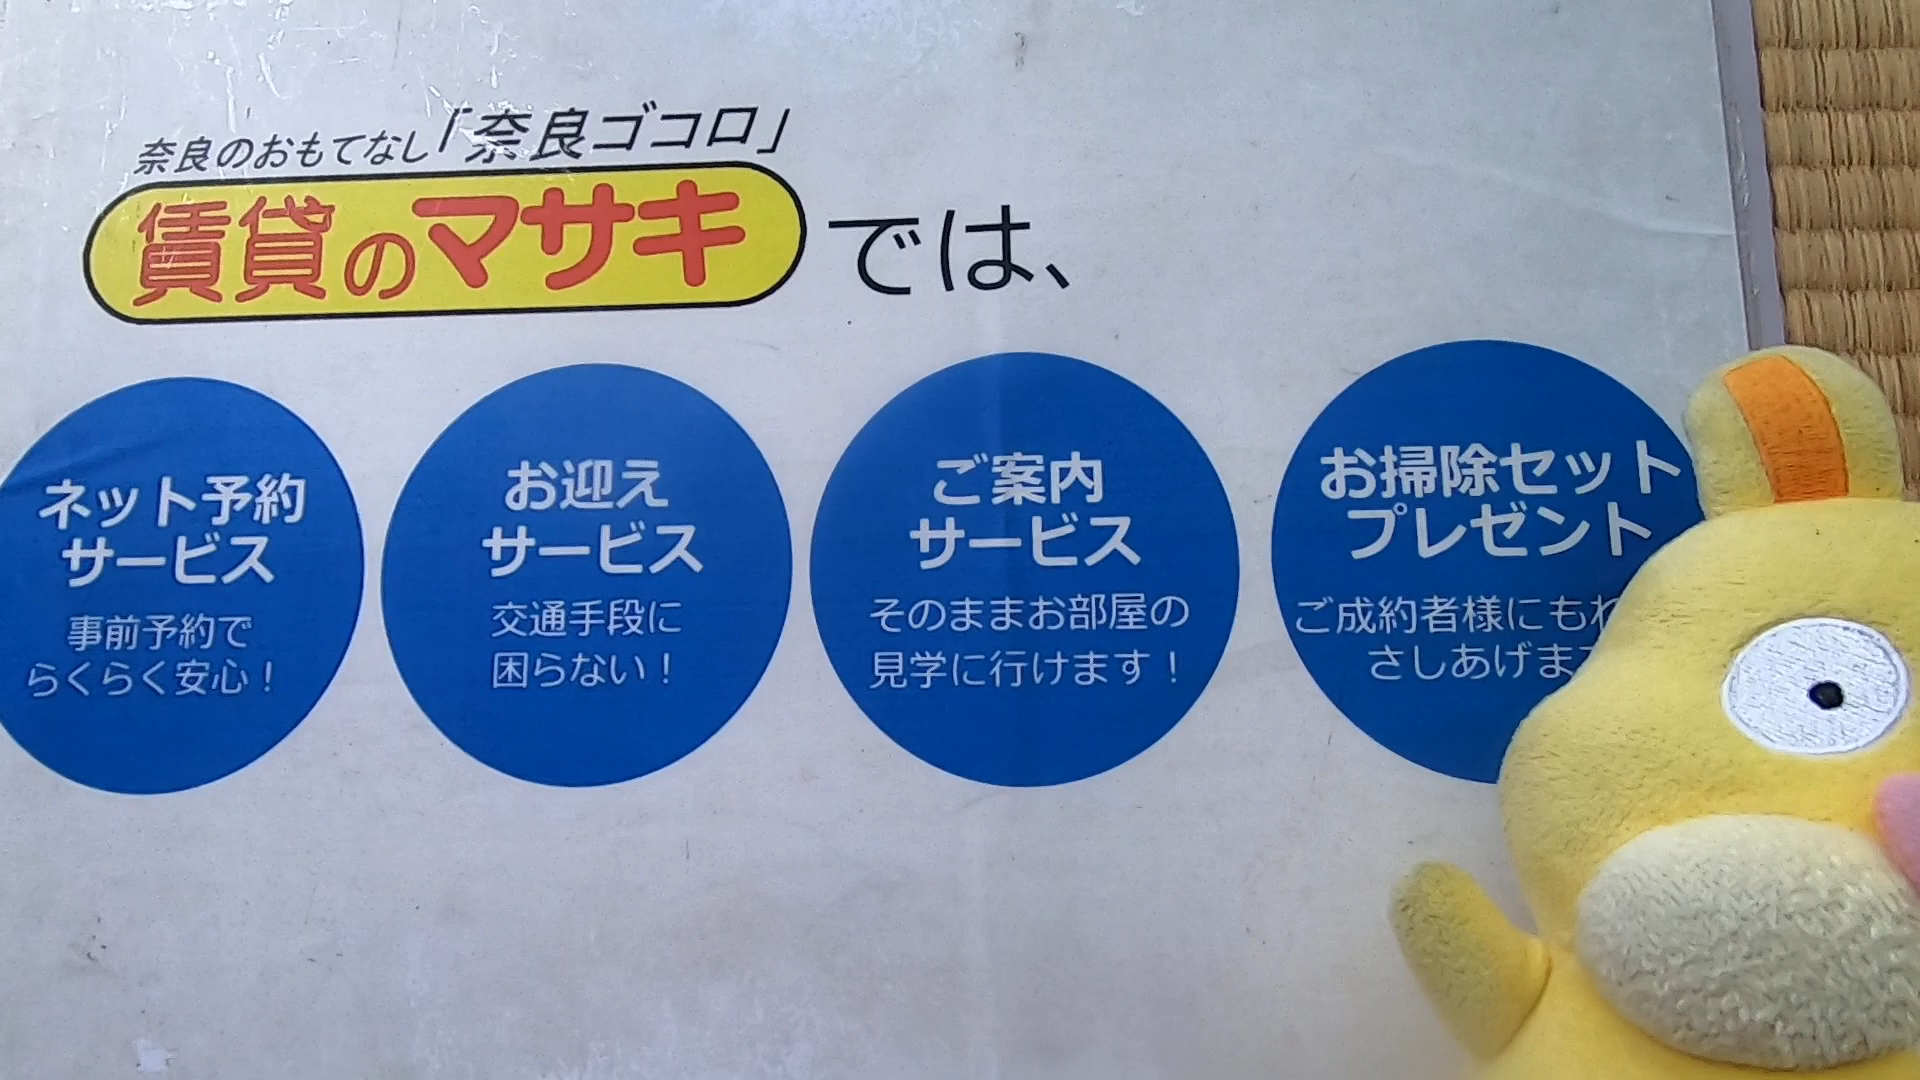 奈良のおもてなし「奈良ゴコロ」
賃貸のマサキでは、
ネット予約
サービス
事前予約で
らくらく安心！
お迎え
サービス
交通手段に
困らない！
ご案内
サービス
そのままお部屋の
見学に行けます！
お掃除セット
プレゼント
ご成約者様にも
さしあげま